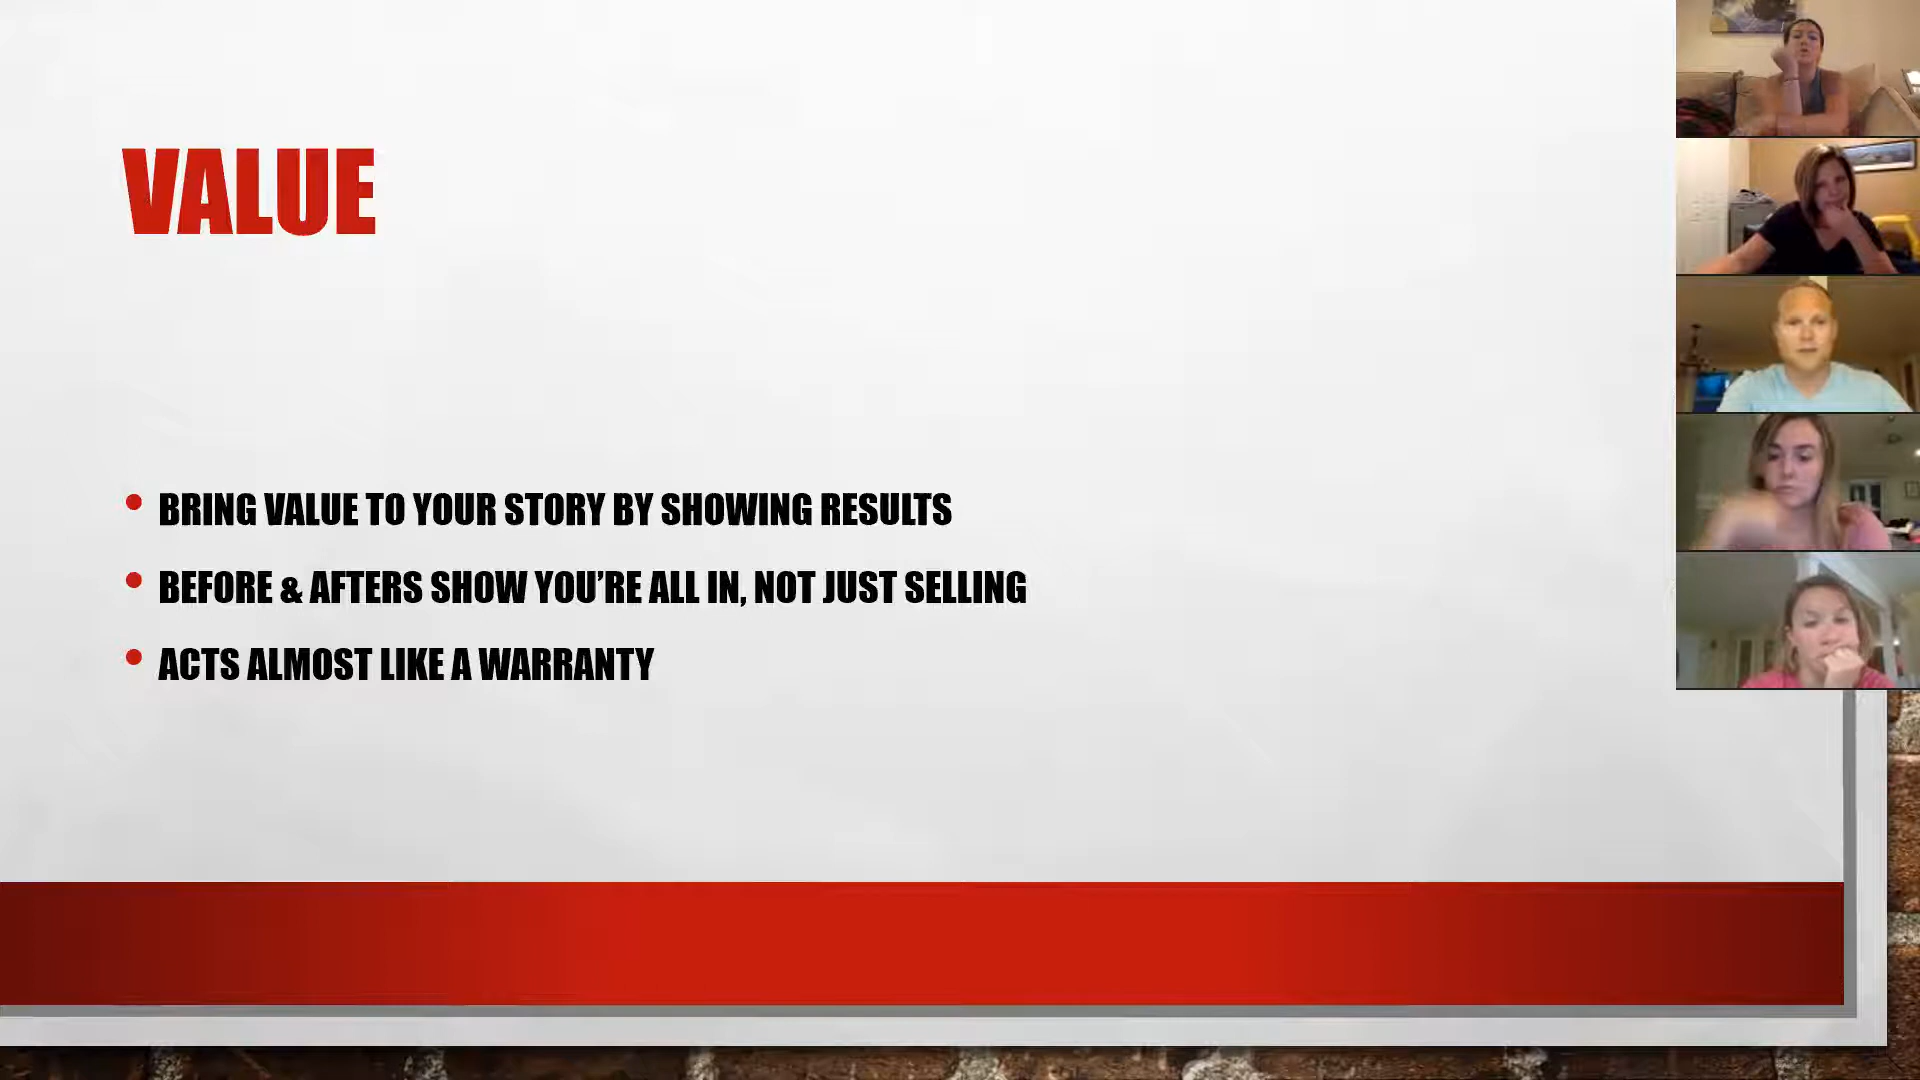 VALUE
BRING VALUE TO YOUR STORY BY SHOWING RESULTS
BEFORE & AFTERS SHOW YOU’RE ALL IN, NOT JUST SELLING
ACTS ALMOST LIKE A WARRANTY